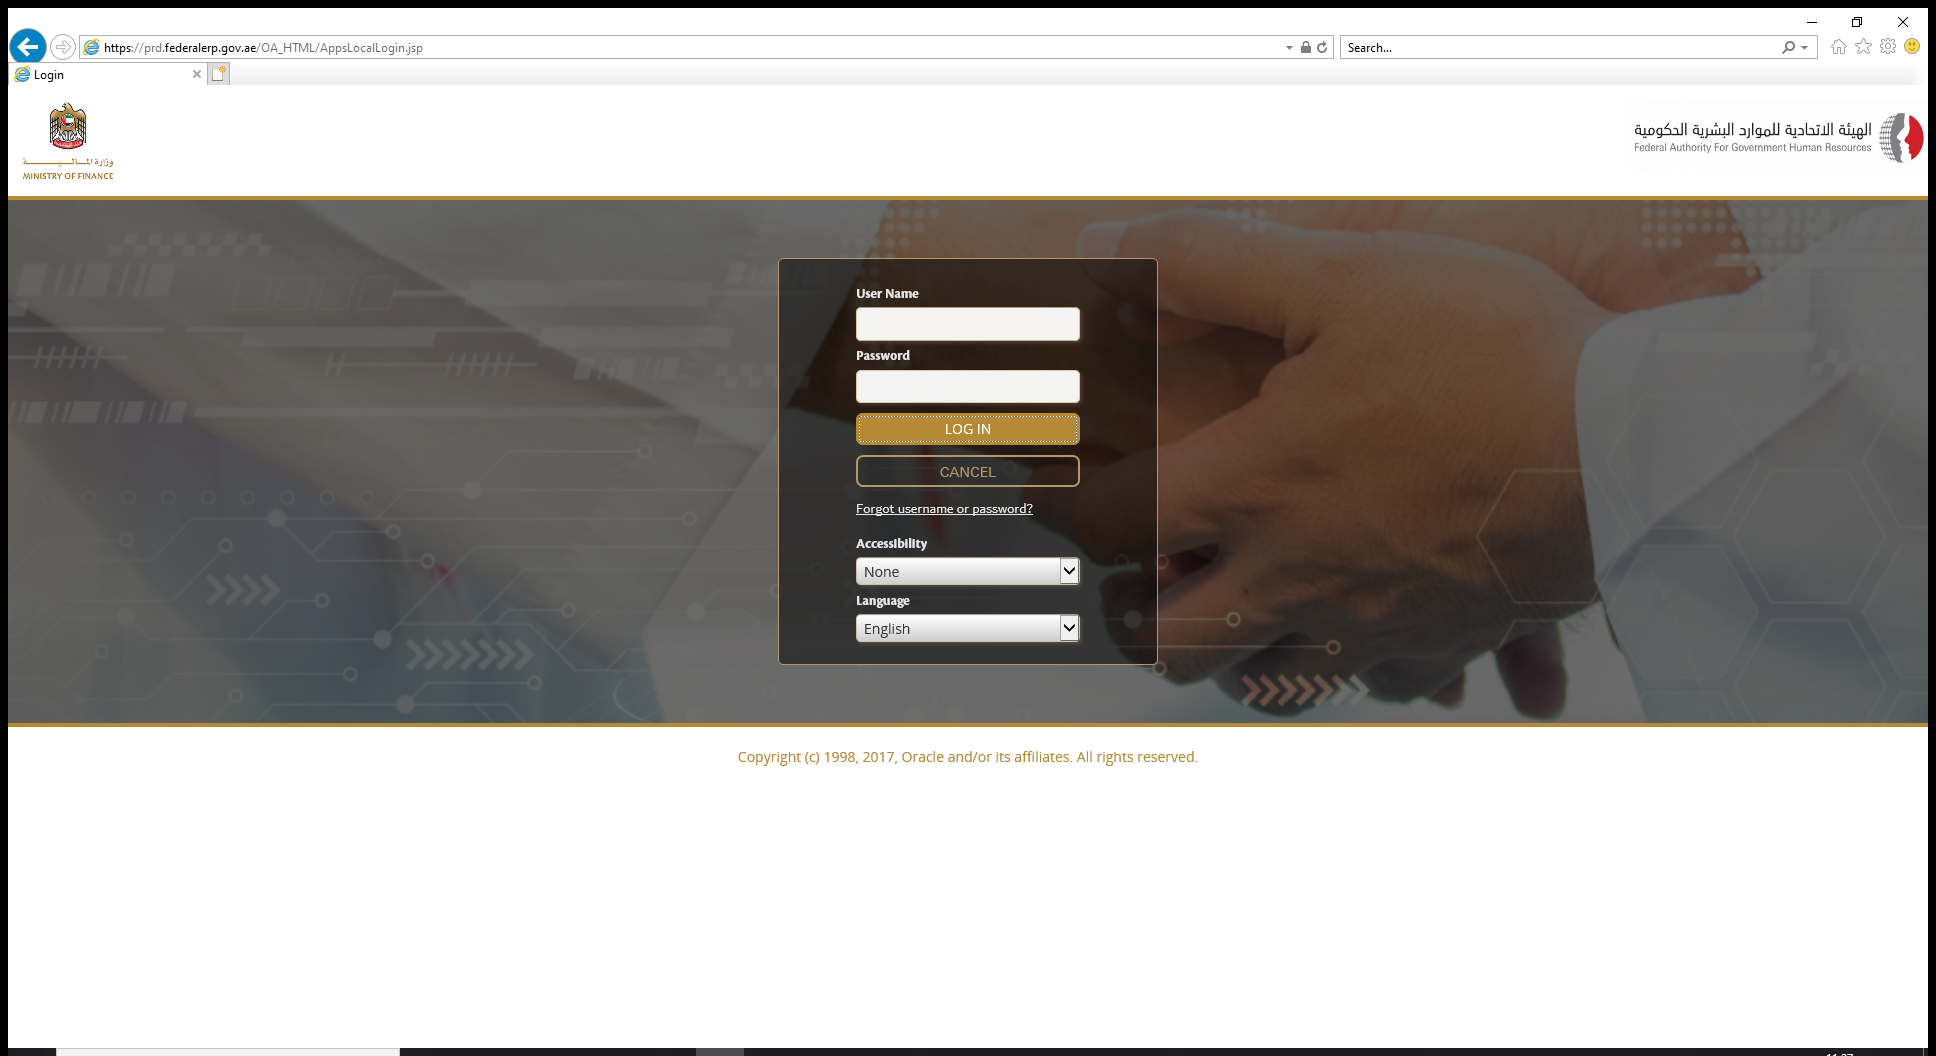 https://prd.federalerp.gov.ae/OA_HTML/AppsLocalLogin.jsp
Search...
Login
وزارة المالية
MINISTRY OF FINANCE
الهيئة الاتحادية للموارد البشرية الحكومية
Federal Authority For Government Human Resources
User Name
Password
LOG IN
CANCEL
Forgot username or password?
Accessibility
None
Language
English
Copyright (c) 1998, 2017, Oracle and/or its affiliates. All rights reserved.